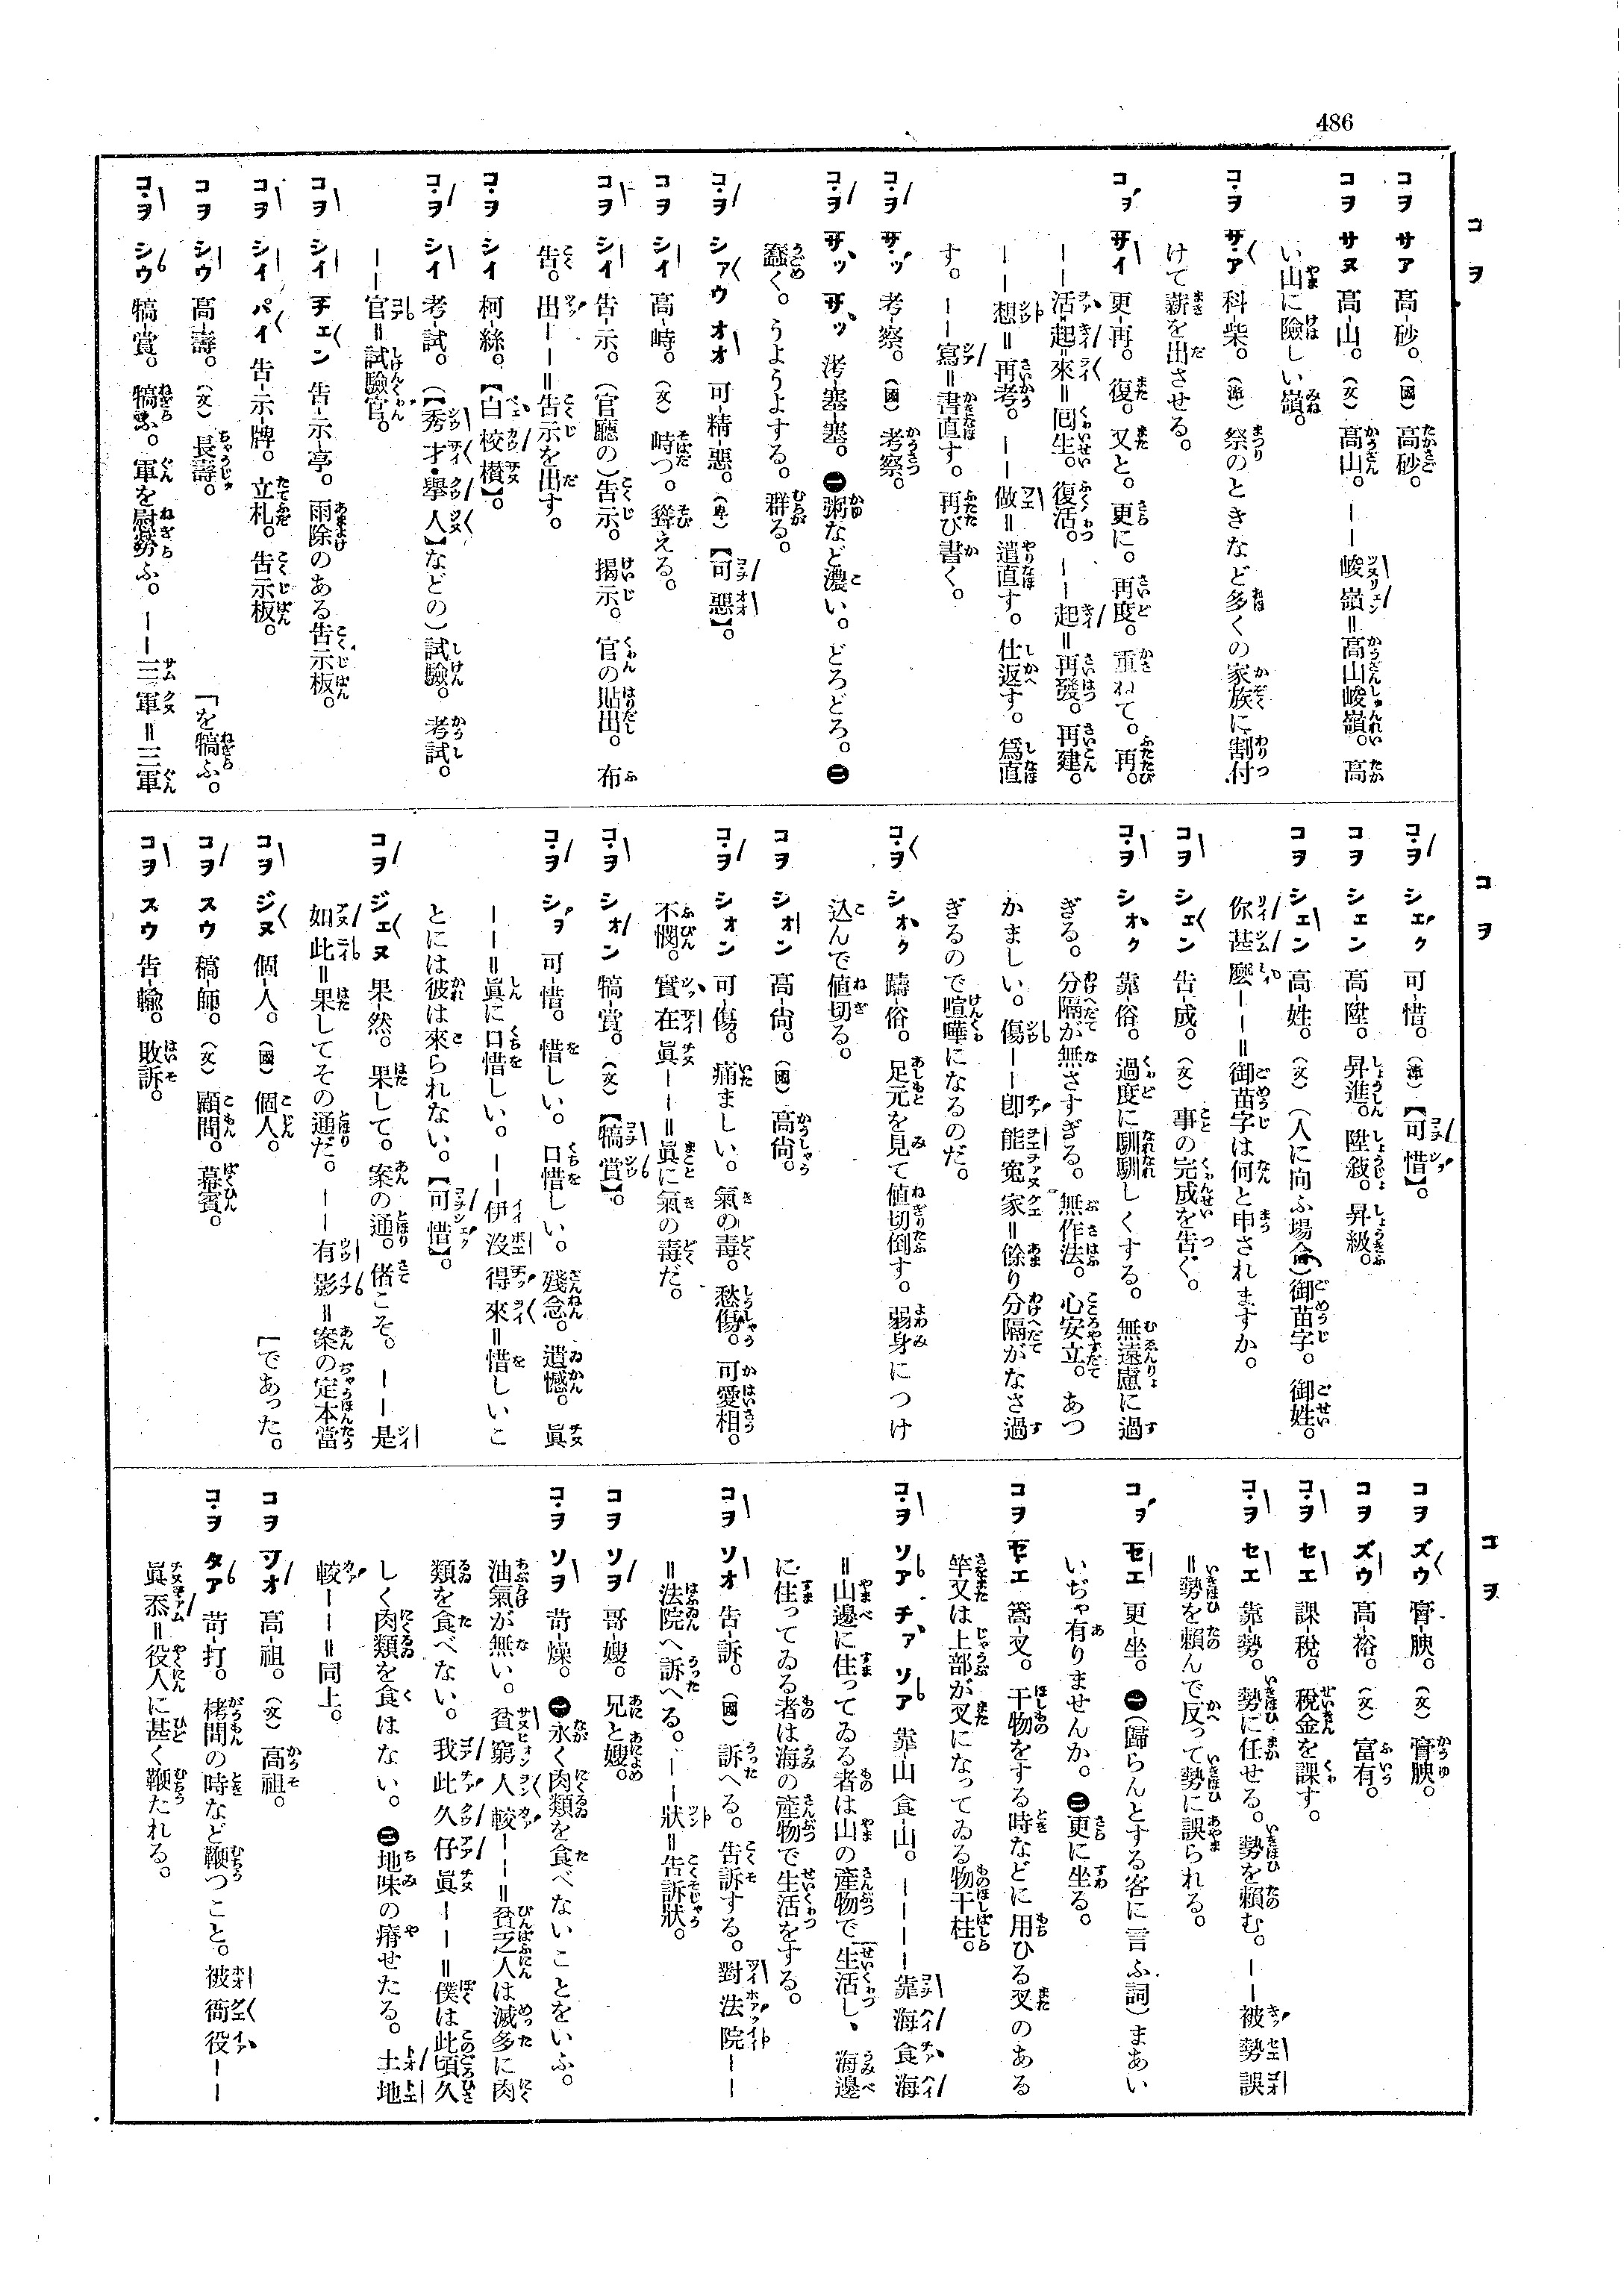 486
コヲ
コヲ サア 高-砂。(國)高砂。
コヲ サヌ 高-山。(文)高山。——峻嶺=高山峻嶺。高
い山に險しい嶺。
コ·ヲ サ·ア 科-柴。 祭のときなど多くの家族に割付
けて薪を出させる。
コヲ サイ 更-再。復。又と。更に。再度。重ねて。再。
——活-起-來=囘生。復活。——起=再發。再建。
——想=再考。——做=遣直す。仕返す。爲直
す。——寫=書直す。再び書く。
コ·ヲ サ·ッ 考-察。(國)考察。
コ·ヲ サッ サッ 洘-塞-塞。㊀粥など濃い。どろどろ。㊁
蠢く。うようよする。群る。
コ·ヲ シアウ オオ 可-精-惡。(卑)【可惡】。
コヲ シイ 高-峙。(文)峙つ。聳える。
コ·ヲ シイ 告-示。(官廳の)告示。揭示。官の貼出。布
告。出——=告示を出す。
コヲ シイ 柯-絲。【白校欑】。
コ·ヲ シイ 考-試。(【秀才·擧人】などの)試驗。考試。
——官=試驗官。
コヲ シイ チェン 告-示-亭。雨除のある告示板。
コヲ シイ パイ 告-示-牌。立札。告示板。
コヲ シウ 高-壽。(文)長壽。
コ·ヲ シウ 犒-賞。犒ふ。軍を慰勞ふ。——三軍=三軍
「を犒ふ。
コヲ
コ·ヲ シェク 可-惜。【可惜】。
コヲ シェン 高-陞。昇進。陞敍。昇級。
コヲ シェン 高-姓。(文)(人に向ふ場合)御苗字。御姓。
你甚麼——=御苗字は何と申されますか。
コヲ シェン 告-成。(文)事の完成を告ぐ。
コ·ヲ シオク 靠-俗。過度に馴馴しくする。無遠慮に過
ぎる。分隔が無さすぎる。無作法。心安立。あつ
かましい。傷——卽能寃家=餘り分隔がなさ過
ぎるので喧嘩になるのだ。
コ·ヲ シオク 躊-俗。足元を見て値切倒す。弱身につけ
込んで値切る。
コヲ シオン 高-尙。(國)高尙。
コ·ヲ シオン 可-傷。痛ましい。氣の毒。愁傷。可愛相。
不憫。實在眞——=眞に氣の毒だ。
コ·ヲ シオン 犒-賞。(文)【犒賞】。
コ·ヲ シヲ 可-惜。惜しい。口惜しい。殘念。遺憾。眞
——=眞に口惜しい。——伊沒得來=惜しいこ
とには彼は來られない。【可惜】。
コヲ ジェヌ 果-然。果して。案の通。偖こそ。——是
如此=果してその通だ。——有影=案の定本當
「であった。
コヲ ジヌ 個-人。(國)個人。
コヲ スウ 稿-師。(文)顧問。幕賓。
コヲ スウ 告-輸。敗訴。
コヲ
コヲ ズウ 膏-腴。(文)膏腴。
コヲ ズウ 高-裕。(文)富有。
コ·ヲ セエ 課-稅。稅金を課す。
コ·ヲ セエ 靠-勢。勢に任せる。勢を賴む。——被勢誤
=勢を賴んで反って勢に誤られる。
コヲ セエ 更-坐。㊀(歸らんとする客に言ふ詞)まあい
いぢゃ有りませんか。㊁更に坐る。
コヲ セエ 篙-叉。干物をする時などに用ひる叉のある
竿又は上部が叉になってゐる物干柱。
コ·ヲ ソア チア ソア 靠-山食-山。————靠海食海
=山邊に住ってゐる者は山の產物で生活し、海邊
に住ってゐる者は海の產物で生活をする。
コヲ ソオ 告-訴。(國)訴へる。告訴する。對法院——
=法院へ訴へる。——狀=告訴狀。
コヲ ソヲ 哥-嫂。兄と嫂。
コ·ヲ ソヲ 苛-燥。㊀永く肉類を食べないことをいふ。
油氣が無い。貧窮人較——=貧乏人は滅多に肉
類を食べない。我此久仔眞——=僕は此頃久
しく肉類を食はない。㊁地味の瘠せたる。土地
較——=同上。
コヲ ソオ 高-祖。(文)高祖。
コ·ヲ タア 苛-打。拷問の時など鞭つこと。被衙役——
眞忝=役人に甚く鞭たれる。